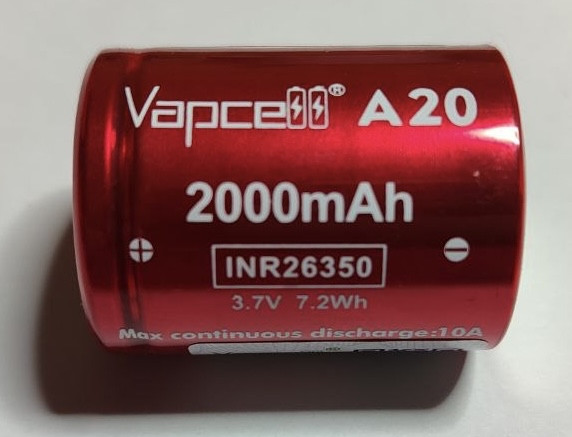 Vapcell® A20
2000mAh
+ -
INR26350
3.7V 7.2Wh
Max continuous discharge:10A